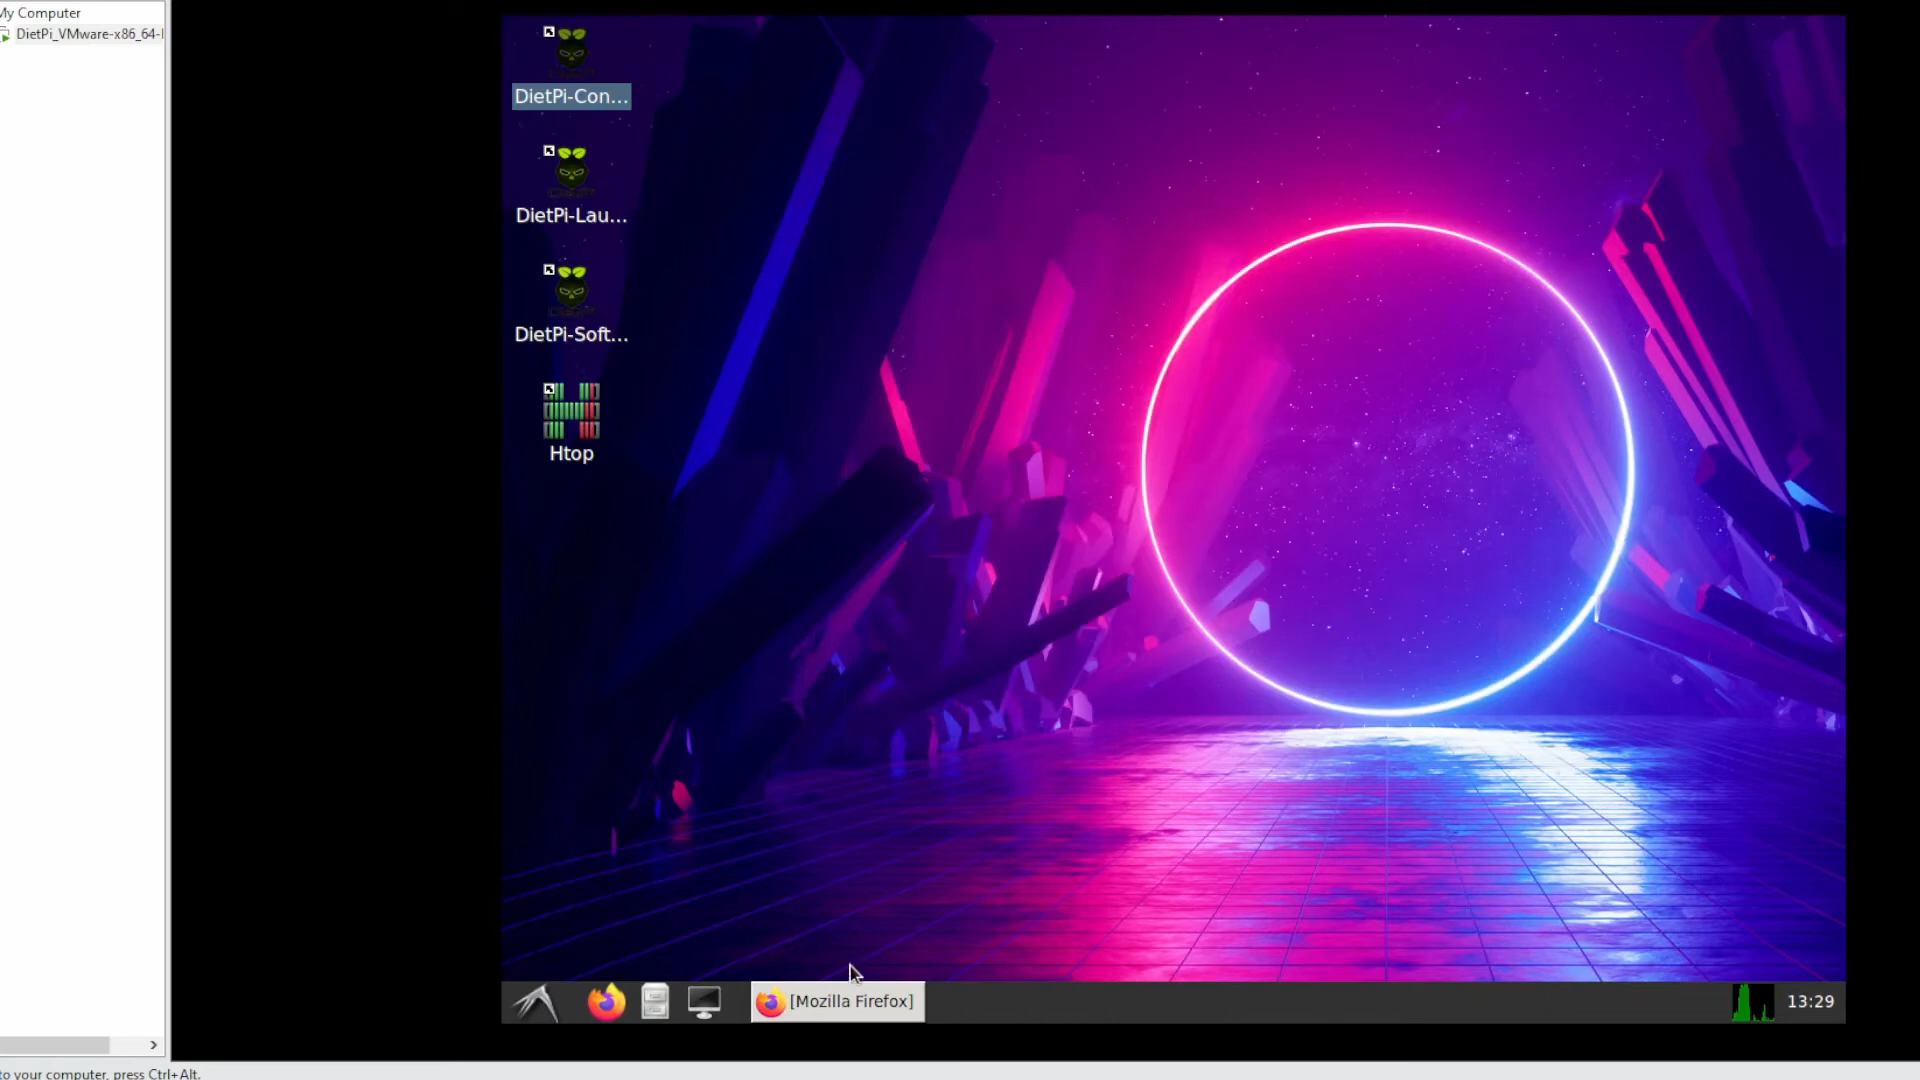 My Computer
DietPi_VMware-x86_64-
DietPi-Con...
DietPi-Lau...
DietPi-Soft...
Htop
[Mozilla Firefox]
13:29
to your computer, press Ctrl+Alt.